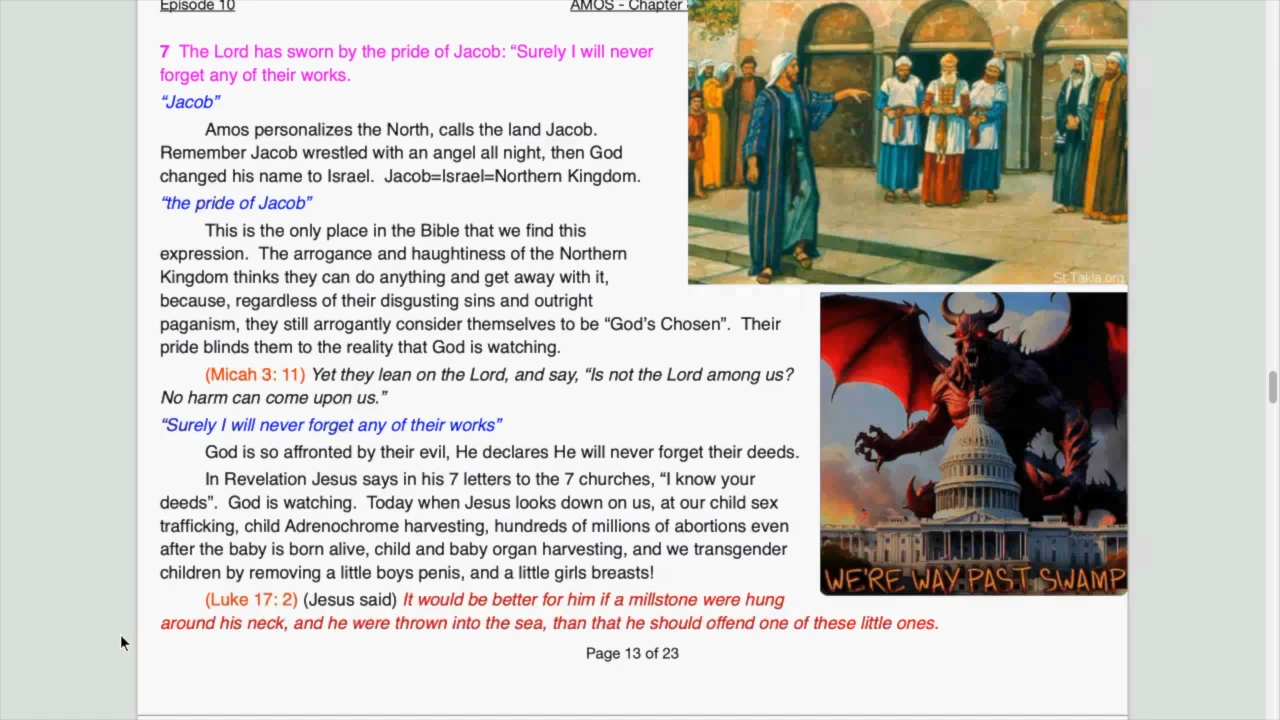 Episode 10
AMOS - Chapter
7 The Lord has sworn by the pride of Jacob: “Surely I will never
forget any of their works.
“Jacob”
Amos personalizes the North, calls the land Jacob.
Remember Jacob wrestled with an angel all night, then God
changed his name to Israel. Jacob=Israel=Northern Kingdom.
“the pride of Jacob”
This is the only place in the Bible that we find this
expression. The arrogance and haughtiness of the Northern
Kingdom thinks they can do anything and get away with it,
because, regardless of their disgusting sins and outright
paganism, they still arrogantly consider themselves to be “God’s Chosen”. Their
pride blinds them to the reality that God is watching.
(Micah 3: 11) Yet they lean on the Lord, and say, “Is not the Lord among us?
No harm can come upon us.”
“Surely I will never forget any of their works”
God is so affronted by their evil, He declares He will never forget their deeds.
In Revelation Jesus says in his 7 letters to the 7 churches, “I know your
deeds”. God is watching. Today when Jesus looks down on us, at our child sex
trafficking, child Adrenochrome harvesting, hundreds of millions of abortions even
after the baby is born alive, child and baby organ harvesting, and we transgender
children by removing a little boys penis, and a little girls breasts!
(Luke 17: 2) (Jesus said) It would be better for him if a millstone were hung
around his neck, and he were thrown into the sea, than that he should offend one of these little ones.
Page 13 of 23
St-Takla.org
WE'RE WAY PAST SWAMP